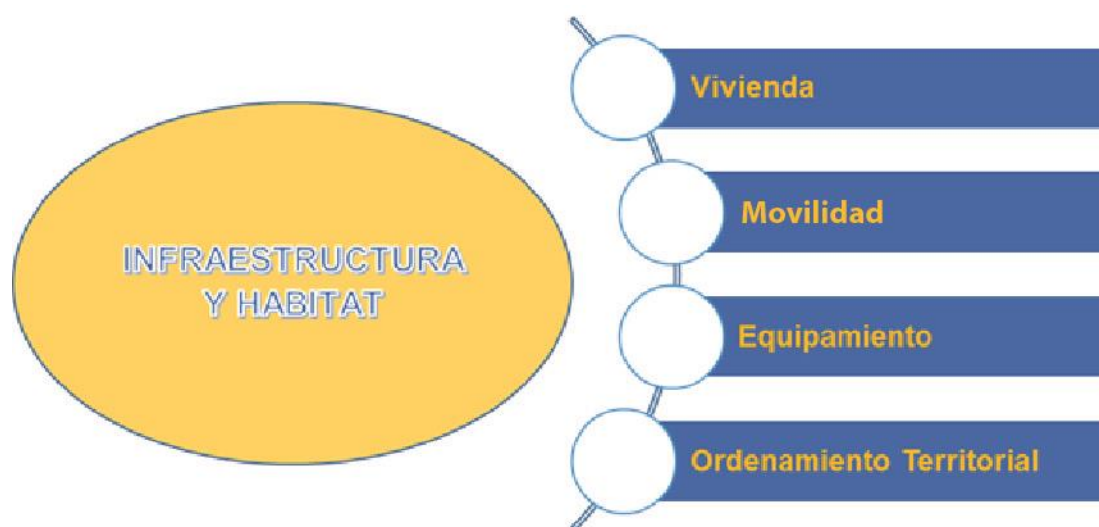 INFRAESTRUCTURA
Y HABITAT
Vivienda
Movilidad
Equipamiento
Ordenamiento Territorial